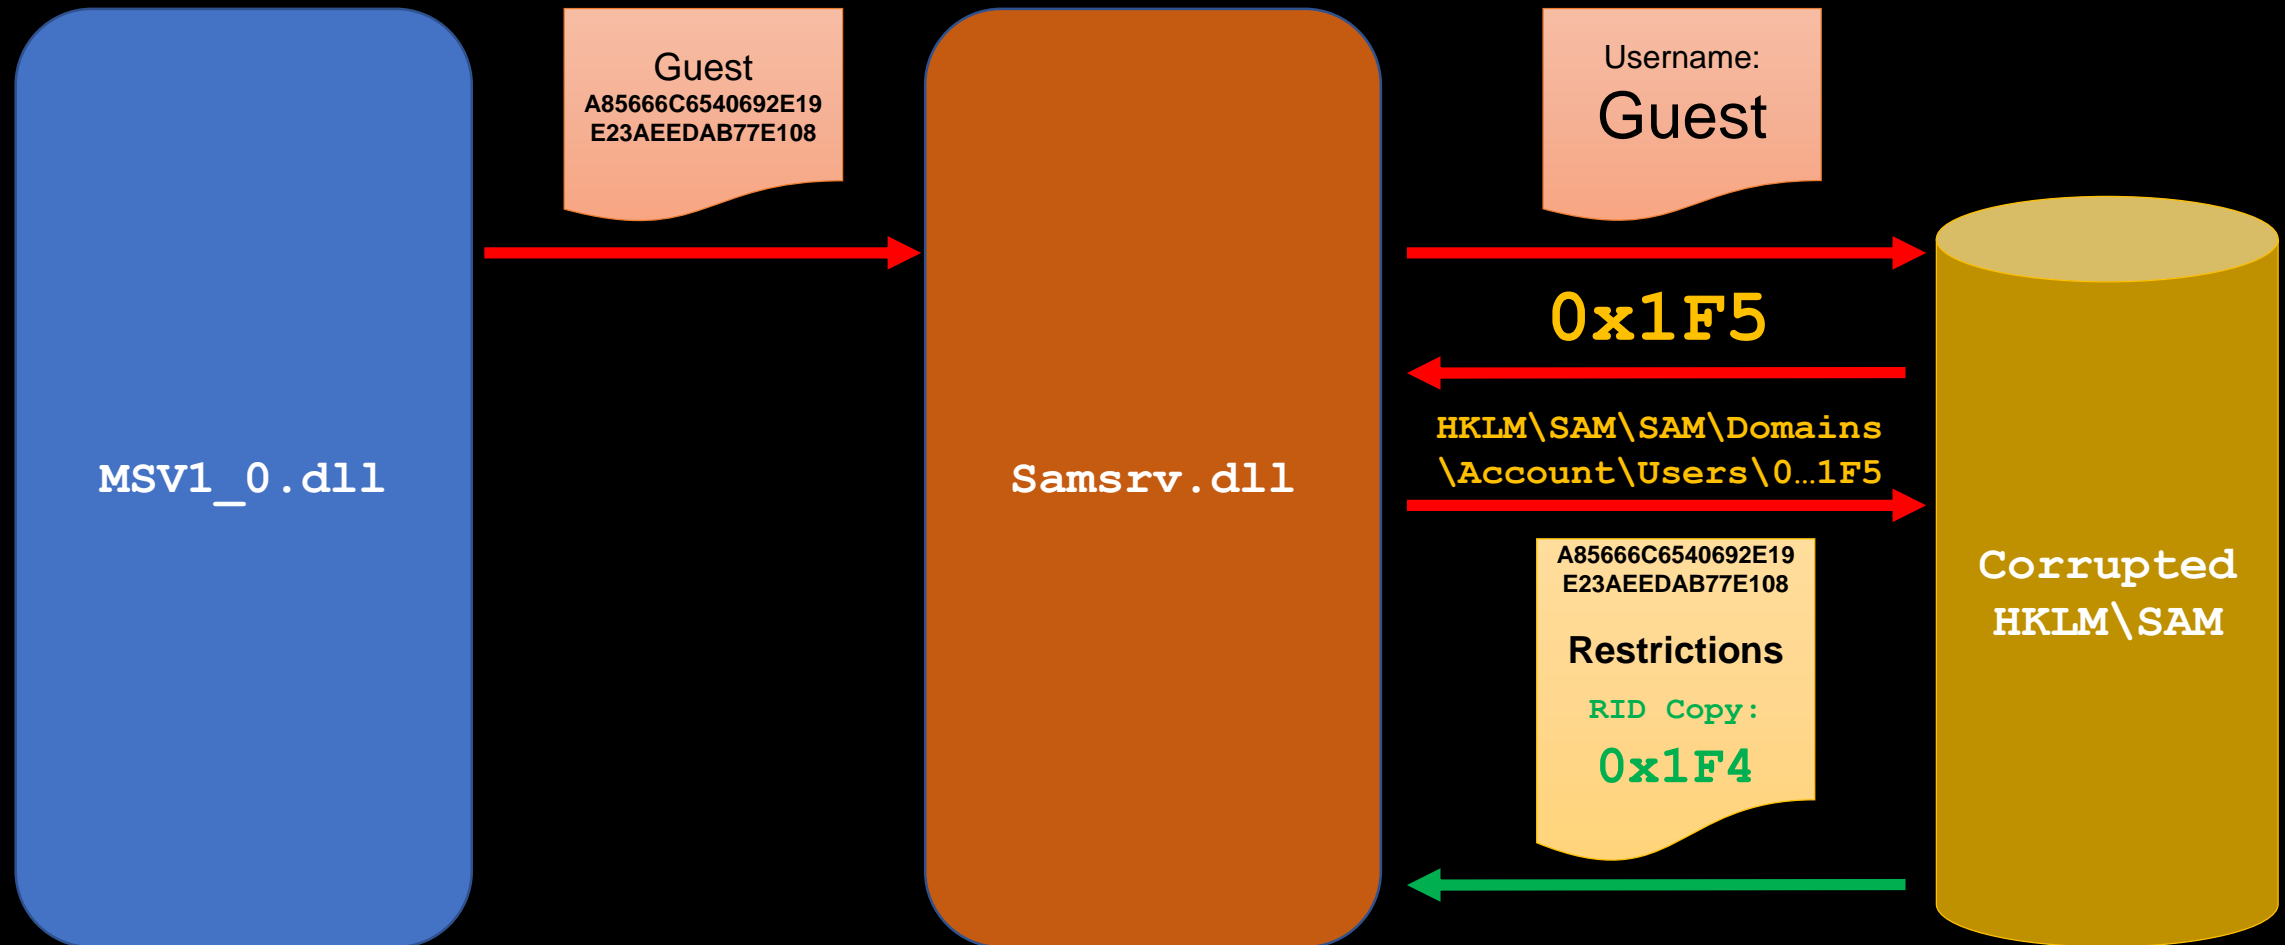 MSV1_0.dll
Guest
A85666C6540692E19
E23AEEDAB77E108
Samsrv.dll
Username:
Guest
0x1F5
HKLM\SAM\SAM\Domains
\Account\Users\0…1F5
A85666C6540692E19
E23AEEDAB77E108
Restrictions
RID Copy:
0x1F4
Corrupted
HKLM\SAM